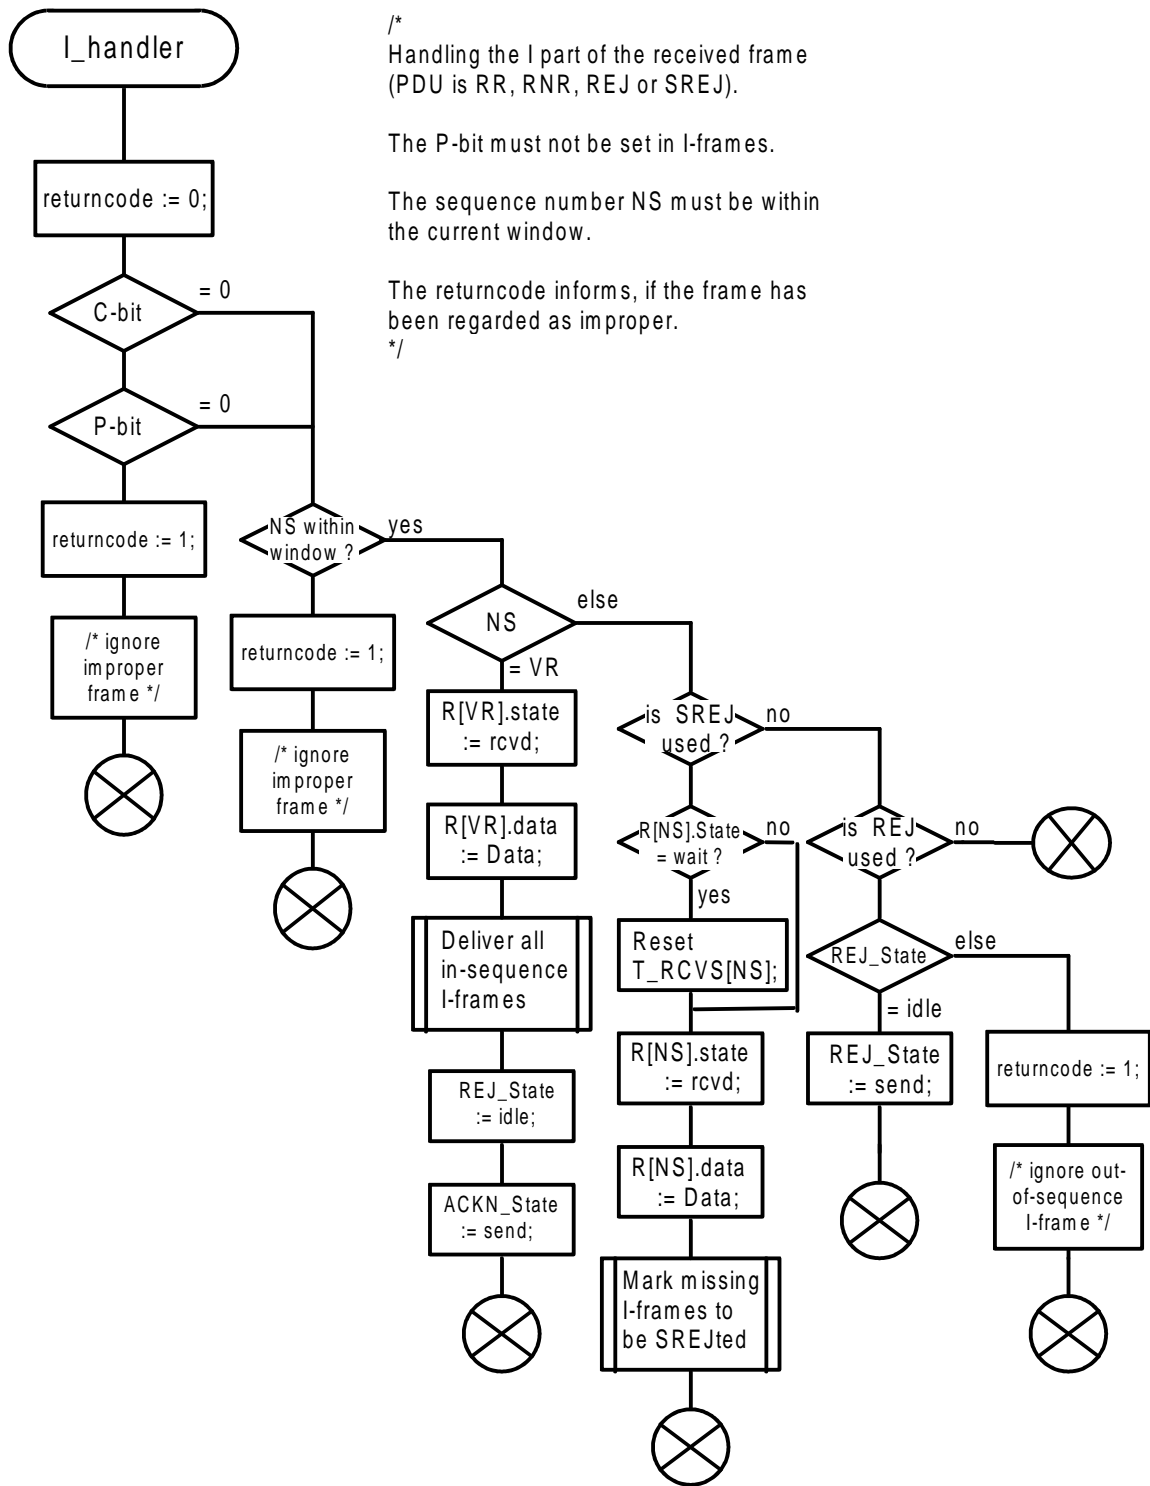 I_handler
/*
Handling the I part of the received frame
(PDU is RR, RNR, REJ or SREJ).
The P-bit must not be set in I-frames.
The sequence number NS must be within
the current window.
The returncode informs, if the frame has
been regarded as improper.
*/
returncode := 0;
C-bit
= 0
P-bit
= 0
returncode := 1;
/* ignore
improper
frame */
NS within
window ?
yes
returncode := 1;
/* ignore
improper
frame */
NS
else
= VR
R[VR].state
:= rcvd;
R[VR].data
:= Data;
Deliver all
in-sequence
I-frames
REJ_State
:= idle;
ACKN_State
:= send;
is SREJ
used ?
no
R[NS].State
= wait ?
no
yes
Reset
T_RCVS[NS];
R[NS].state
:= rcvd;
R[NS].data
:= Data;
Mark missing
I-frames to
be SREJted
is REJ
used ?
no
REJ_State
else
= idle
REJ_State
:= send;
returncode := 1;
/* ignore out-
of-sequence
I-frame */